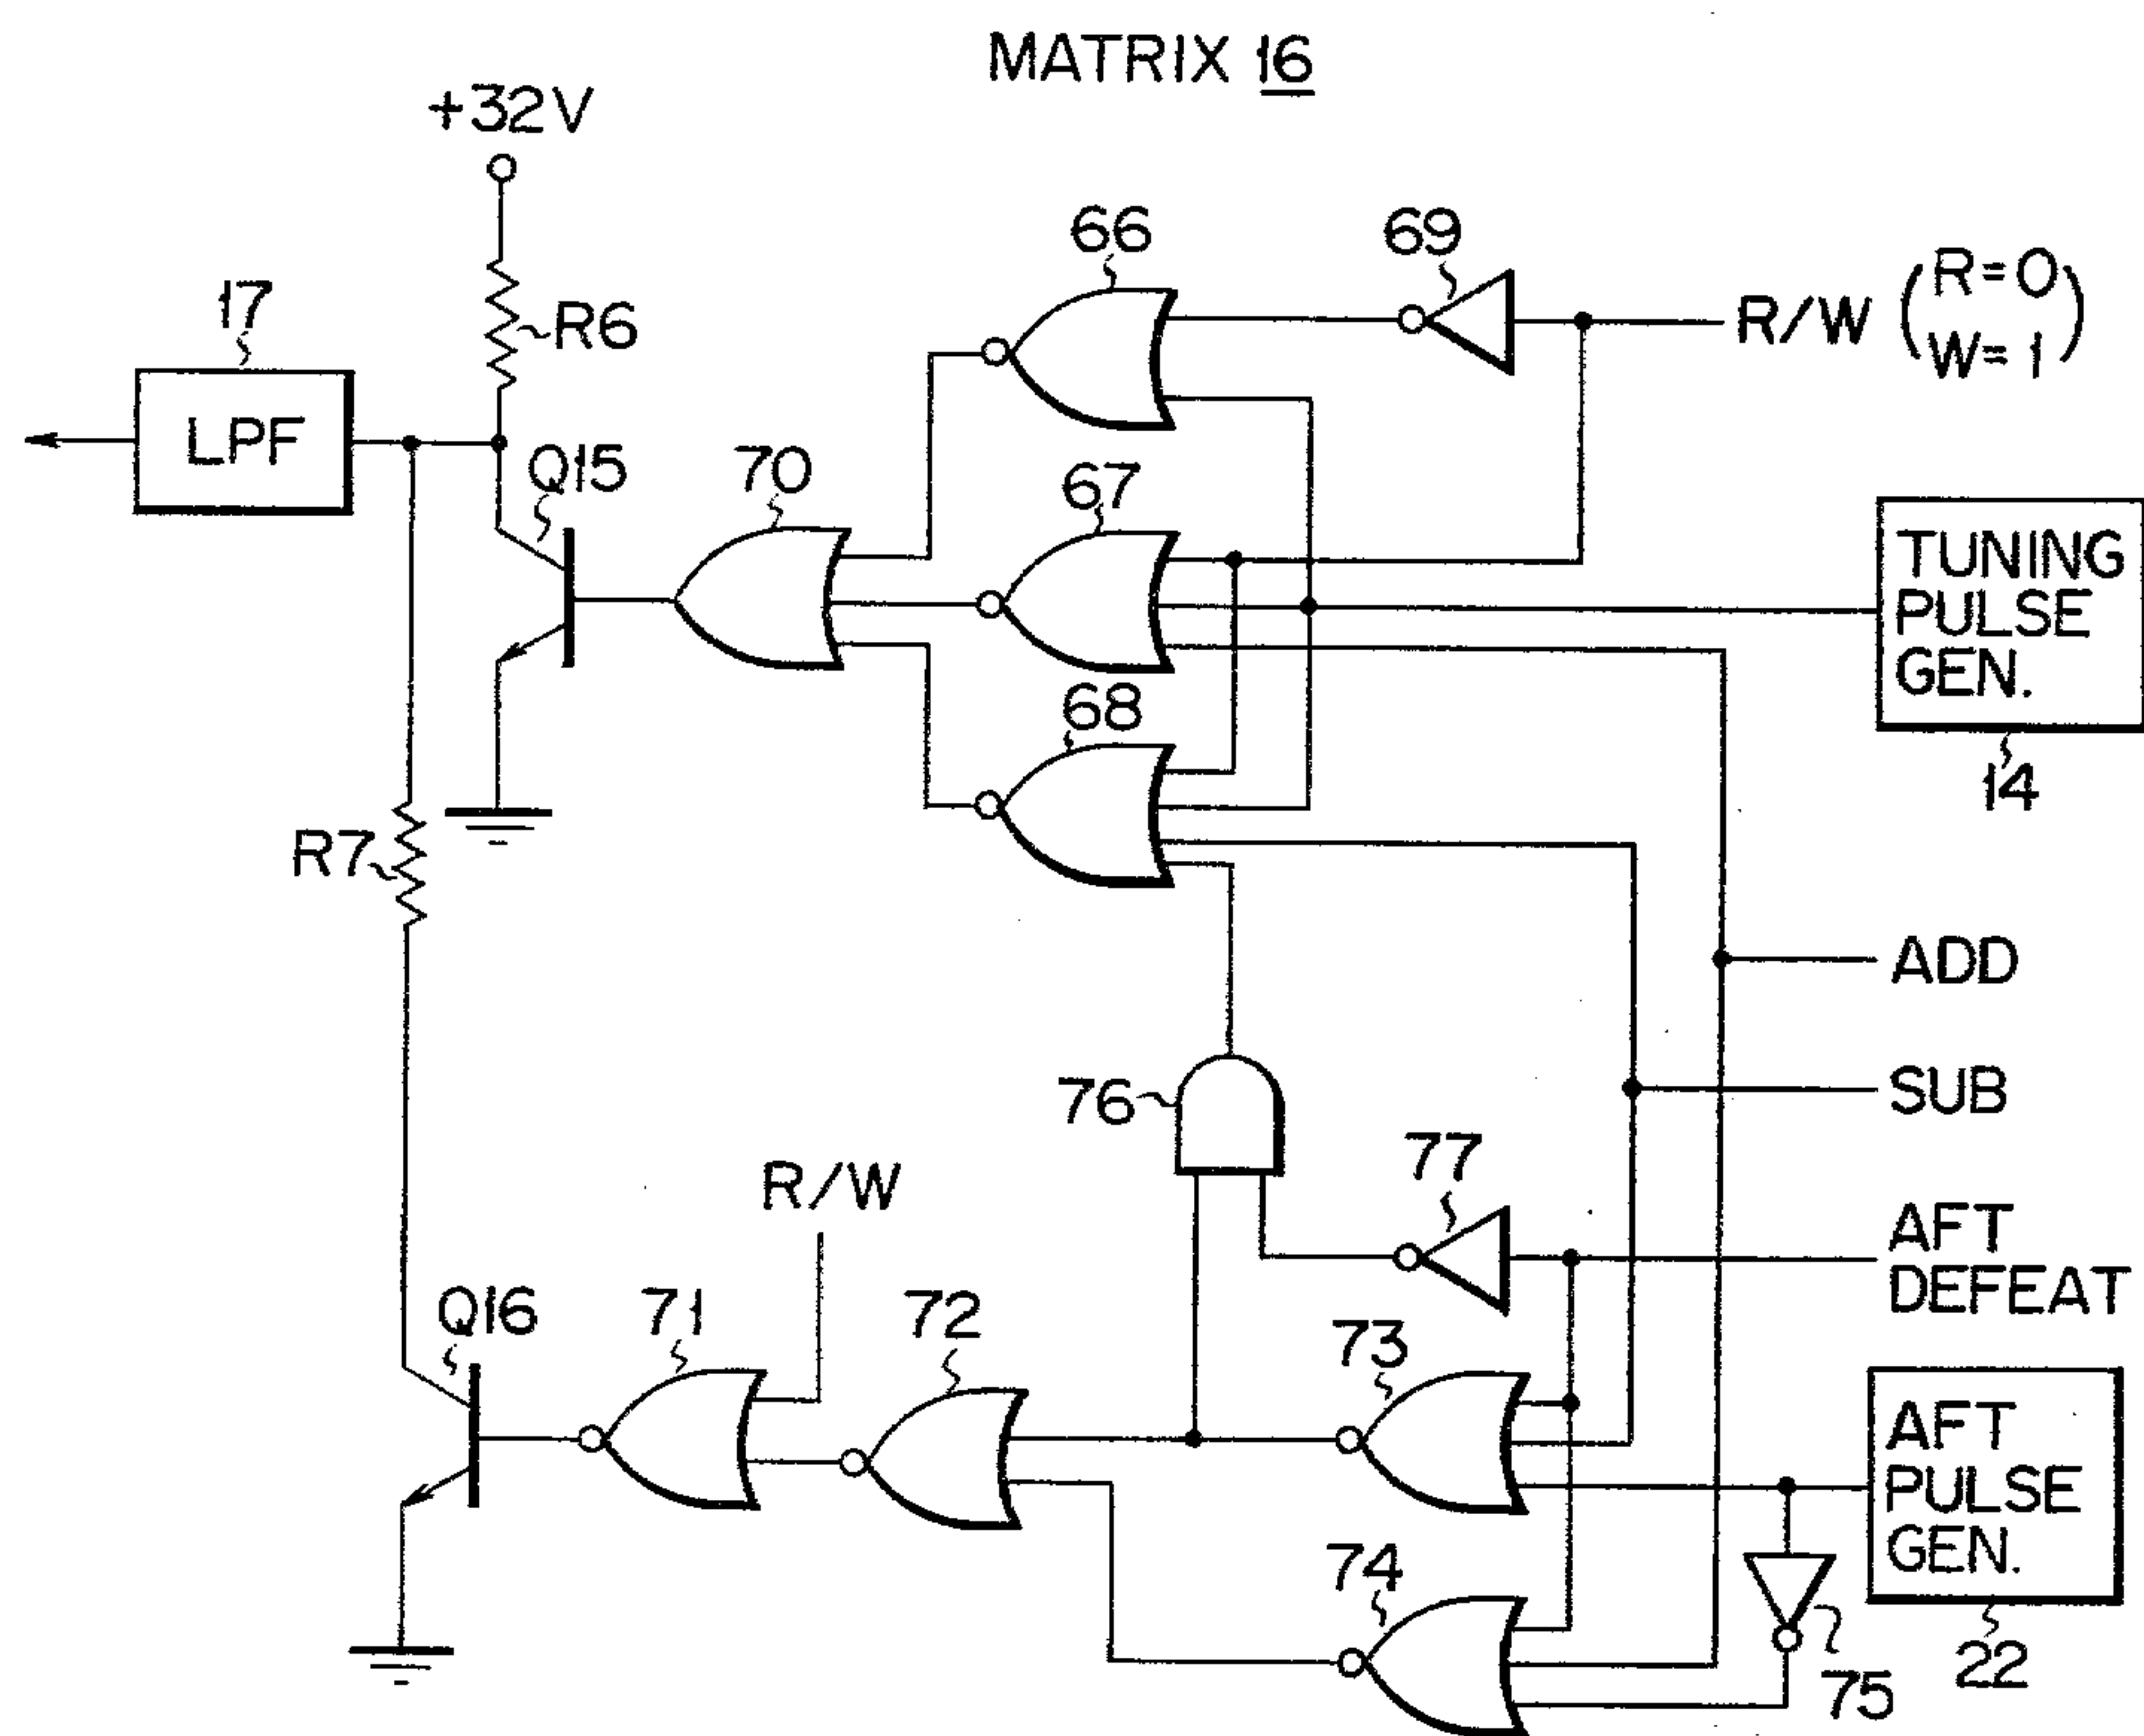 MATRIX 16
+32V
66
69
R/W (R=0
W=1)
17
R6
LPF
Q15
70
67
TUNING
PULSE
GEN.
68
14
R7
ADD
76
SUB
77
R/W
AFT
DEFEAT
Q16
71
72
73
AFT
PULSE
GEN.
74
22
75